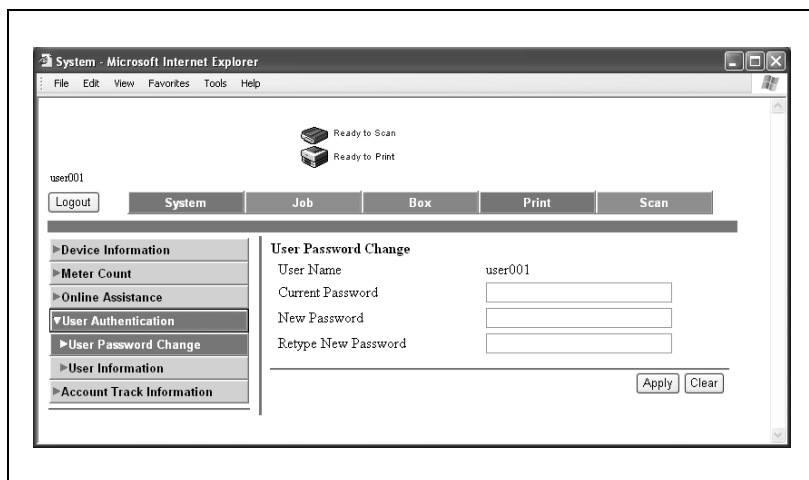 System - Microsoft Internet Explorer
File Edit View Favorites Tools Help
Ready to Scan
Ready to Print
user001
Logout System Job Box Print Scan
▶Device Information
▶Meter Count
▶Online Assistance
▼User Authentication
▶User Password Change
▶User Information
▶Account Track Information
User Password Change
User Name user001
Current Password
New Password
Retype New Password
Apply Clear